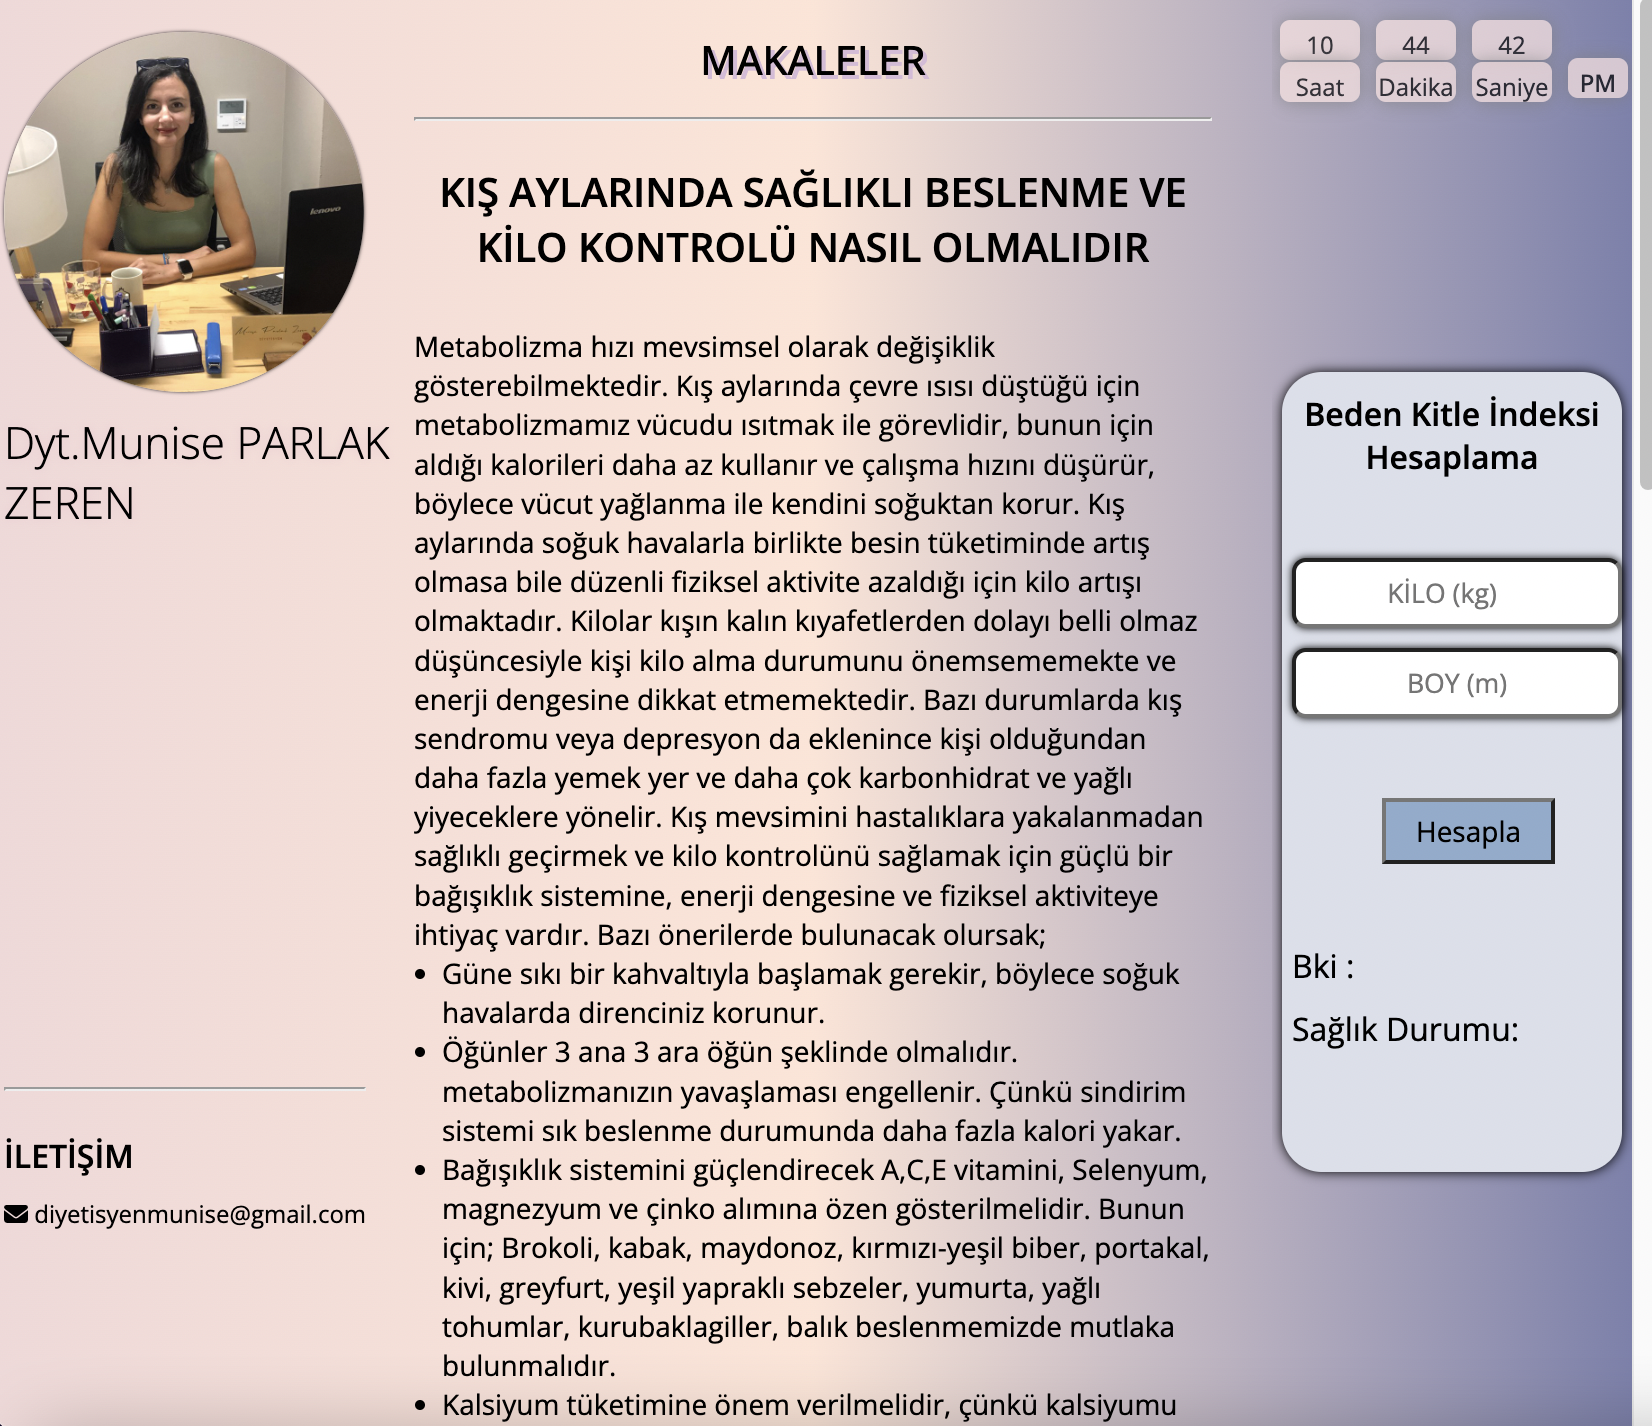 lenovo
Dyt.Munise PARLAK
ZEREN
İLETİŞİM
diyetisyenmunise@gmail.com
MAKALELER
KIŞ AYLARINDA SAĞLIKLI BESLENME VE
KİLO KONTROLÜ NASIL OLMALIDIR
Metabolizma hızı mevsimsel olarak değişiklik
gösterebilmektedir. Kış aylarında çevre ısısı düştüğü için
metabolizmamız vücudu ısıtmak ile görevlidir, bunun için
aldığı kalorileri daha az kullanır ve çalışma hızını düşürür,
böylece vücut yağlanma ile kendini soğuktan korur. Kış
aylarında soğuk havalarla birlikte besin tüketiminde artış
olmasa bile düzenli fiziksel aktivite azaldığı için kilo artışı
olmaktadır. Kilolar kışın kalın kıyafetlerden dolayı belli olmaz
düşüncesiyle kişi kilo alma durumunu önemsememekte ve
enerji dengesine dikkat etmemektedir. Bazı durumlarda kış
sendromu veya depresyon da eklenince kişi olduğundan
daha fazla yemek yer ve daha çok karbonhidrat ve yağlı
yiyeceklere yönelir. Kış mevsimini hastalıklara yakalanmadan
sağlıklı geçirmek ve kilo kontrolünü sağlamak için güçlü bir
bağışıklık sistemine, enerji dengesine ve fiziksel aktiviteye
ihtiyaç vardır. Bazı önerilerde bulunacak olursak;
• Güne sıkı bir kahvaltıyla başlamak gerekir, böylece soğuk
havalarda direnciniz korunur.
• Öğünler 3 ana 3 ara öğün şeklinde olmalıdır.
metabolizmanızın yavaşlaması engellenir. Çünkü sindirim
sistemi sık beslenme durumunda daha fazla kalori yakar.
• Bağışıklık sistemini güçlendirecek A,C,E vitamini, Selenyum,
magnezyum ve çinko alımına özen gösterilmelidir. Bunun
için; Brokoli, kabak, maydonoz, kırmızı-yeşil biber, portakal,
kivi, greyfurt, yeşil yapraklı sebzeler, yumurta, yağlı
tohumlar, kurubaklagiller, balık beslenmemizde mutlaka
bulunmalıdır.
• Kalsiyum tüketimine önem verilmelidir, çünkü kalsiyumu
10 44 42
Saat Dakika Saniye PM
Beden Kitle İndeksi
Hesaplama
KİLO (kg)
BOY (m)
Hesapla
Bki :
Sağlık Durumu: